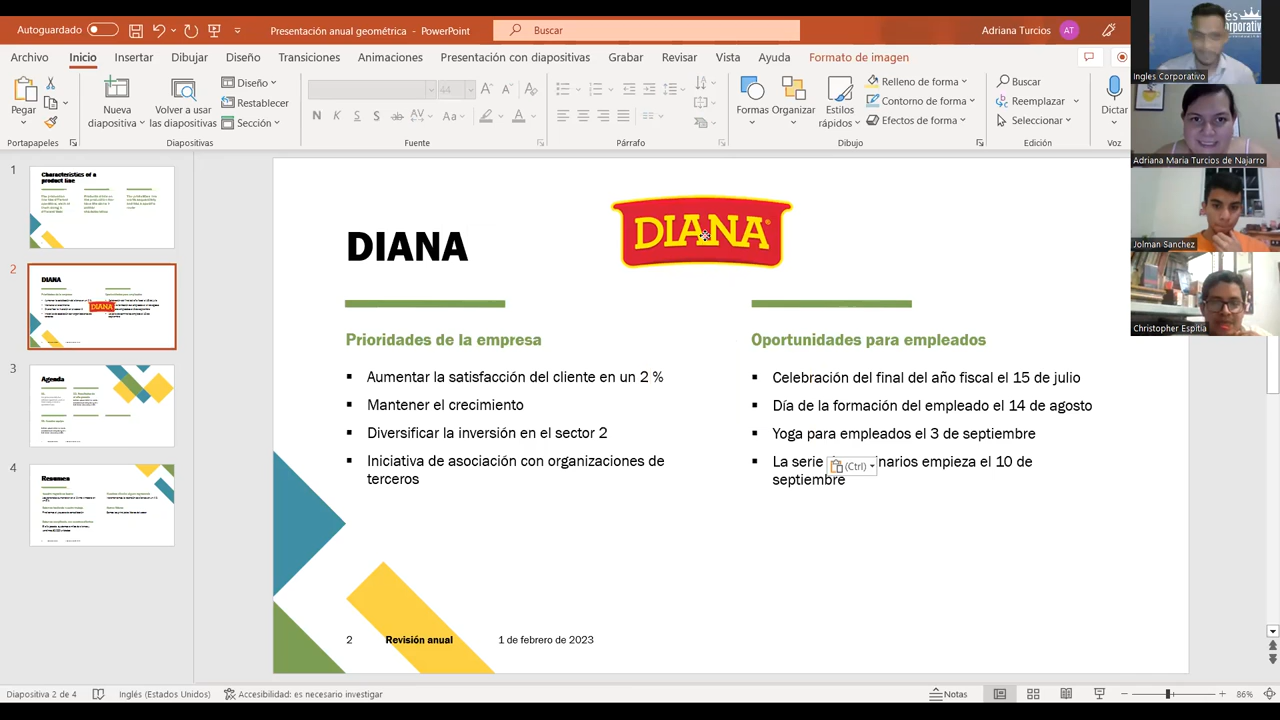 Autoguardado
Presentación anual geométrica - PowerPoint
Buscar
Adriana Turcios
AT
Archivo
Inicio
Insertar
Dibujar
Diseño
Transiciones
Animaciones
Presentación con diapositivas
Grabar
Revisar
Vista
Ayuda
Formato de imagen
Pegar
Nueva diapositiva
Volver a usar las diapositivas
Diseño
Restablecer
Sección
Formas
Organizar
Estilos rápidos
Relleno de forma
Contorno de forma
Efectos de forma
Buscar
Reemplazar
Seleccionar
Dictar
Portapapeles
Diapositivas
Fuente
Párrafo
Dibujo
Edición
Voz
Ingles Corporativo
Adriana Maria Turcios de Najarro
Jolman Sanchez
Christopher Espitia
1
Characteristics of a
product line
2
DIANA
DIANA
3
Agenda
4
Resumen
DIANA
DIANA®
Prioridades de la empresa
Aumentar la satisfacción del cliente en un 2 %
Mantener el crecimiento
Diversificar la inversión en el sector 2
Iniciativa de asociación con organizaciones de
terceros
Oportunidades para empleados
Celebración del final del año fiscal el 15 de julio
Día de la formación del empleado el 14 de agosto
Yoga para empleados el 3 de septiembre
La serie (Ctrl) inarios empieza el 10 de
septiembre
2 Revisión anual 1 de febrero de 2023
Diapositiva 2 de 4
Inglés (Estados Unidos)
Accesibilidad: es necesario investigar
Notas
86%